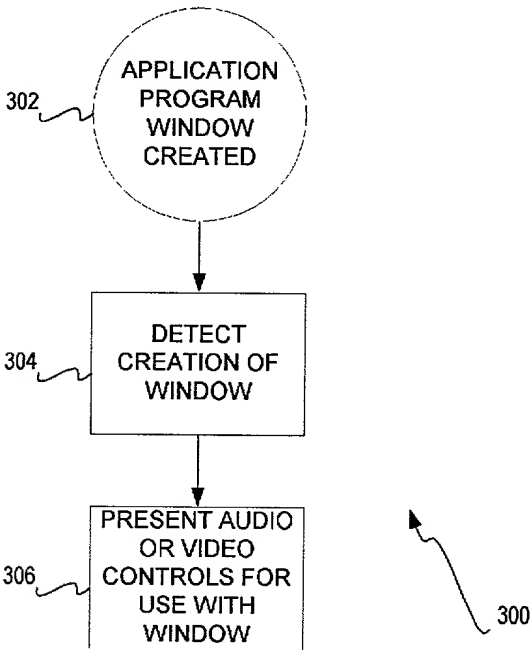 APPLICATION
PROGRAM
WINDOW
CREATED
302
DETECT
CREATION OF
WINDOW
304
PRESENT AUDIO
OR VIDEO
CONTROLS FOR
USE WITH
WINDOW
306
300